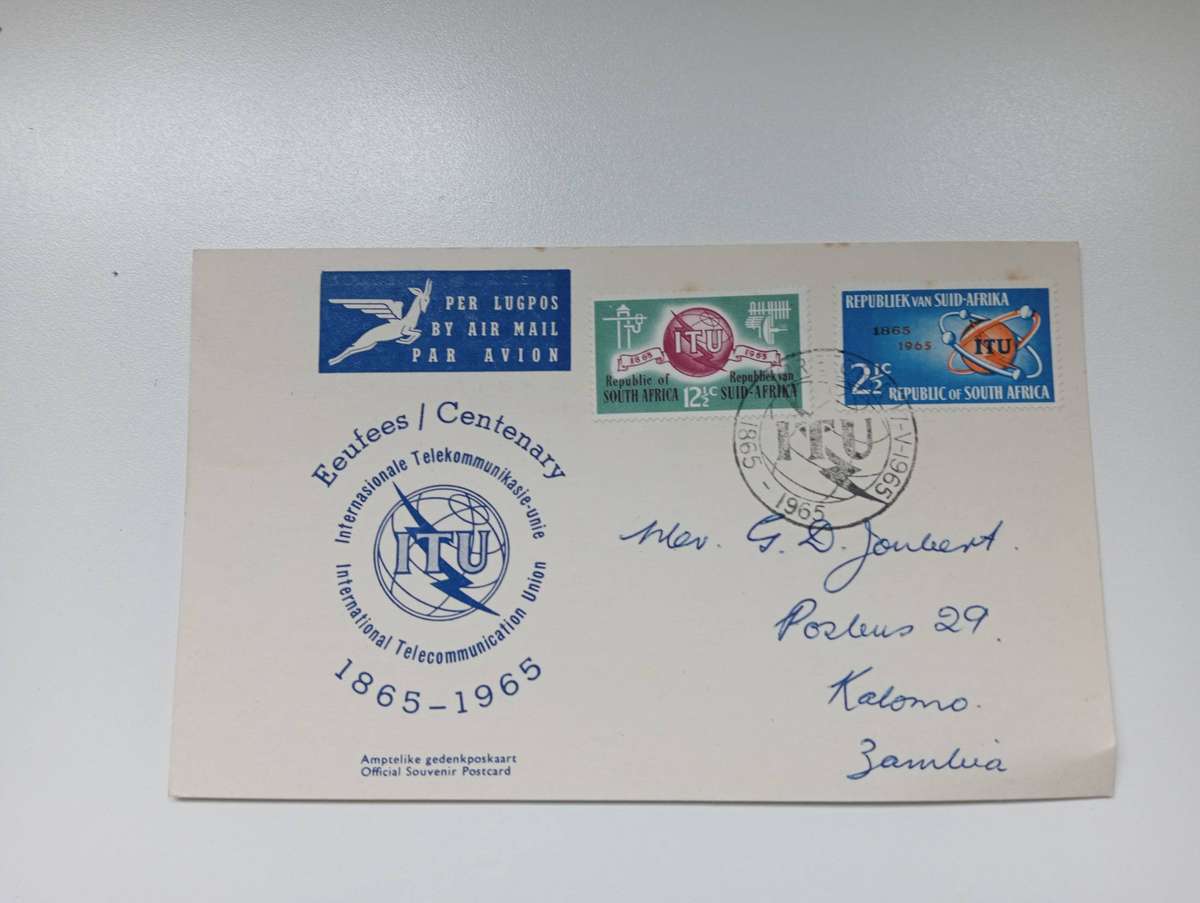 PER LUGPOS
BY AIR MAIL
PAR AVION
1865 1965
ITU
Republic of SOUTH AFRICA
12½c
Republiek van SUID-AFRIKA
REPUBLIEK VAN SUID-AFRIKA
1865
1965
ITU
2½c
REPUBLIC OF SOUTH AFRICA
ITU
1865 - 1965
-V-1965
Eeufees / Centenary
Internasionale Telekommunikasie-unie
ITU
International Telecommunication Union
1865-1965
Mev. G. D. Joubert.
Posbus 29.
Kalomo.
Zambia
Amptelike gedenkposkaart
Official Souvenir Postcard